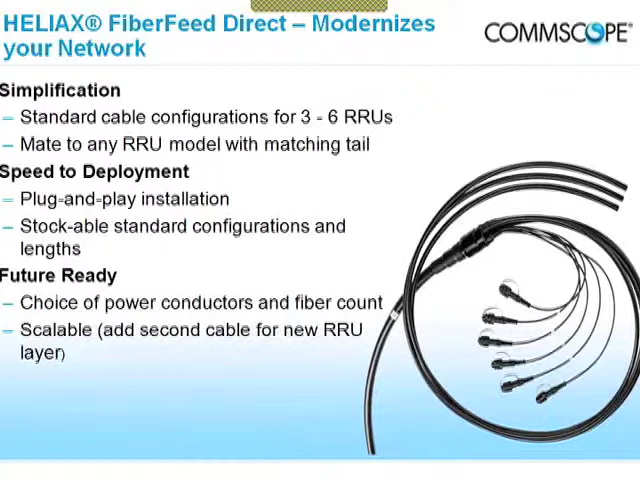 HELIAX® FiberFeed Direct – Modernizes
your Network
COMMSCOPE®
Simplification
– Standard cable configurations for 3 - 6 RRUs
– Mate to any RRU model with matching tail
Speed to Deployment
– Plug-and-play installation
– Stock-able standard configurations and
lengths
Future Ready
– Choice of power conductors and fiber count
– Scalable (add second cable for new RRU
layer)